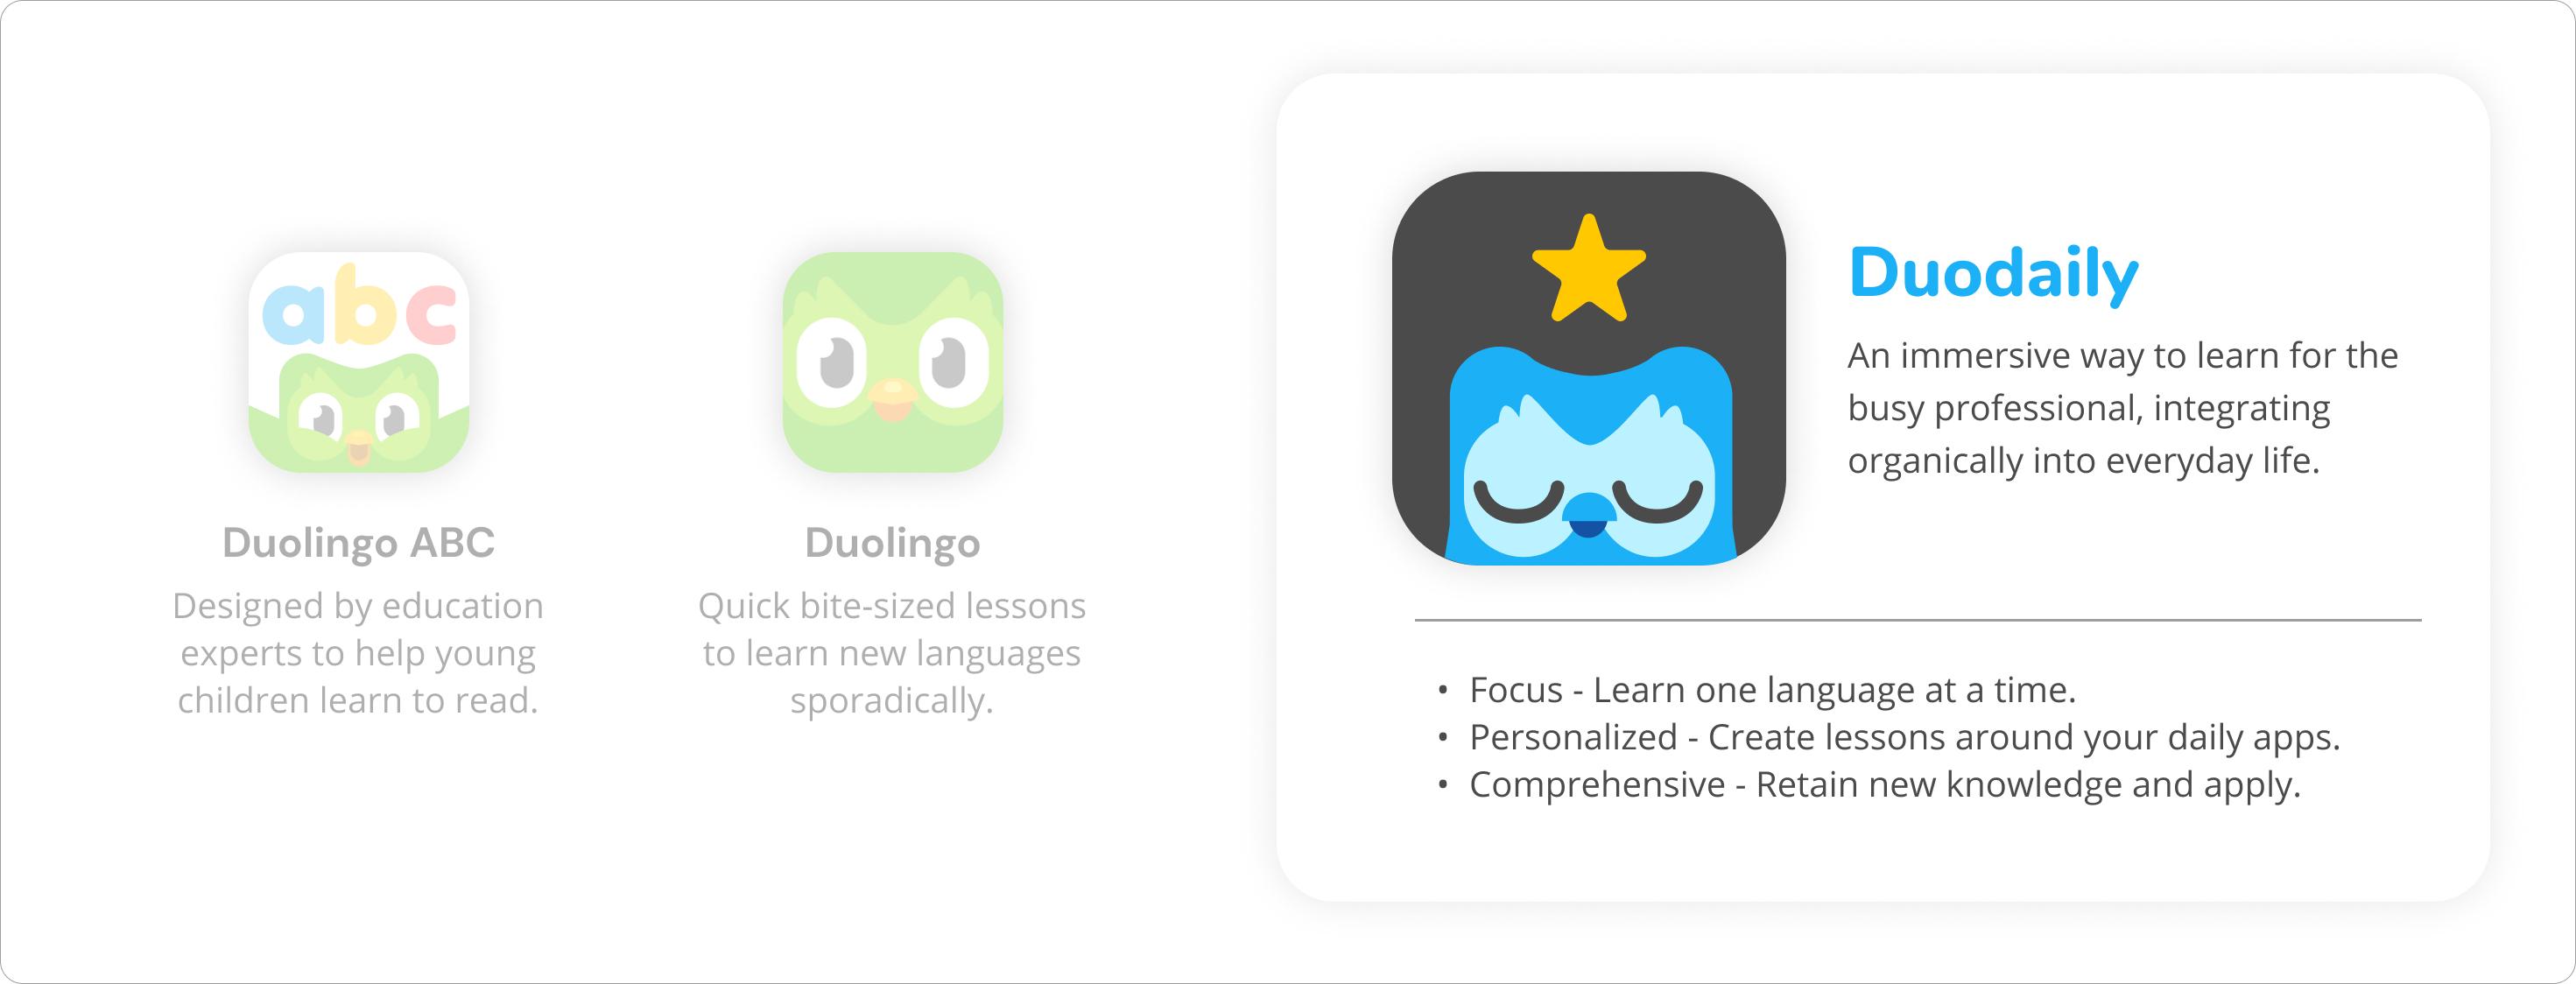 abc
Duolingo ABC
Designed by education
experts to help young
children learn to read.
Duolingo
Quick bite-sized lessons
to learn new languages
sporadically.
Duodaily
An immersive way to learn for the
busy professional, integrating
organically into everyday life.
• Focus - Learn one language at a time.
• Personalized - Create lessons around your daily apps.
• Comprehensive - Retain new knowledge and apply.